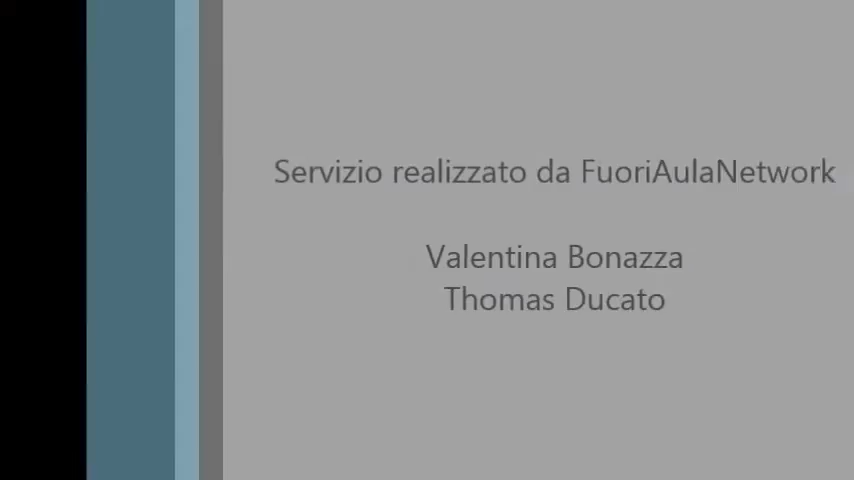 Servizio realizzato da FuoriAulaNetwork
Valentina Bonazza
Thomas Ducato